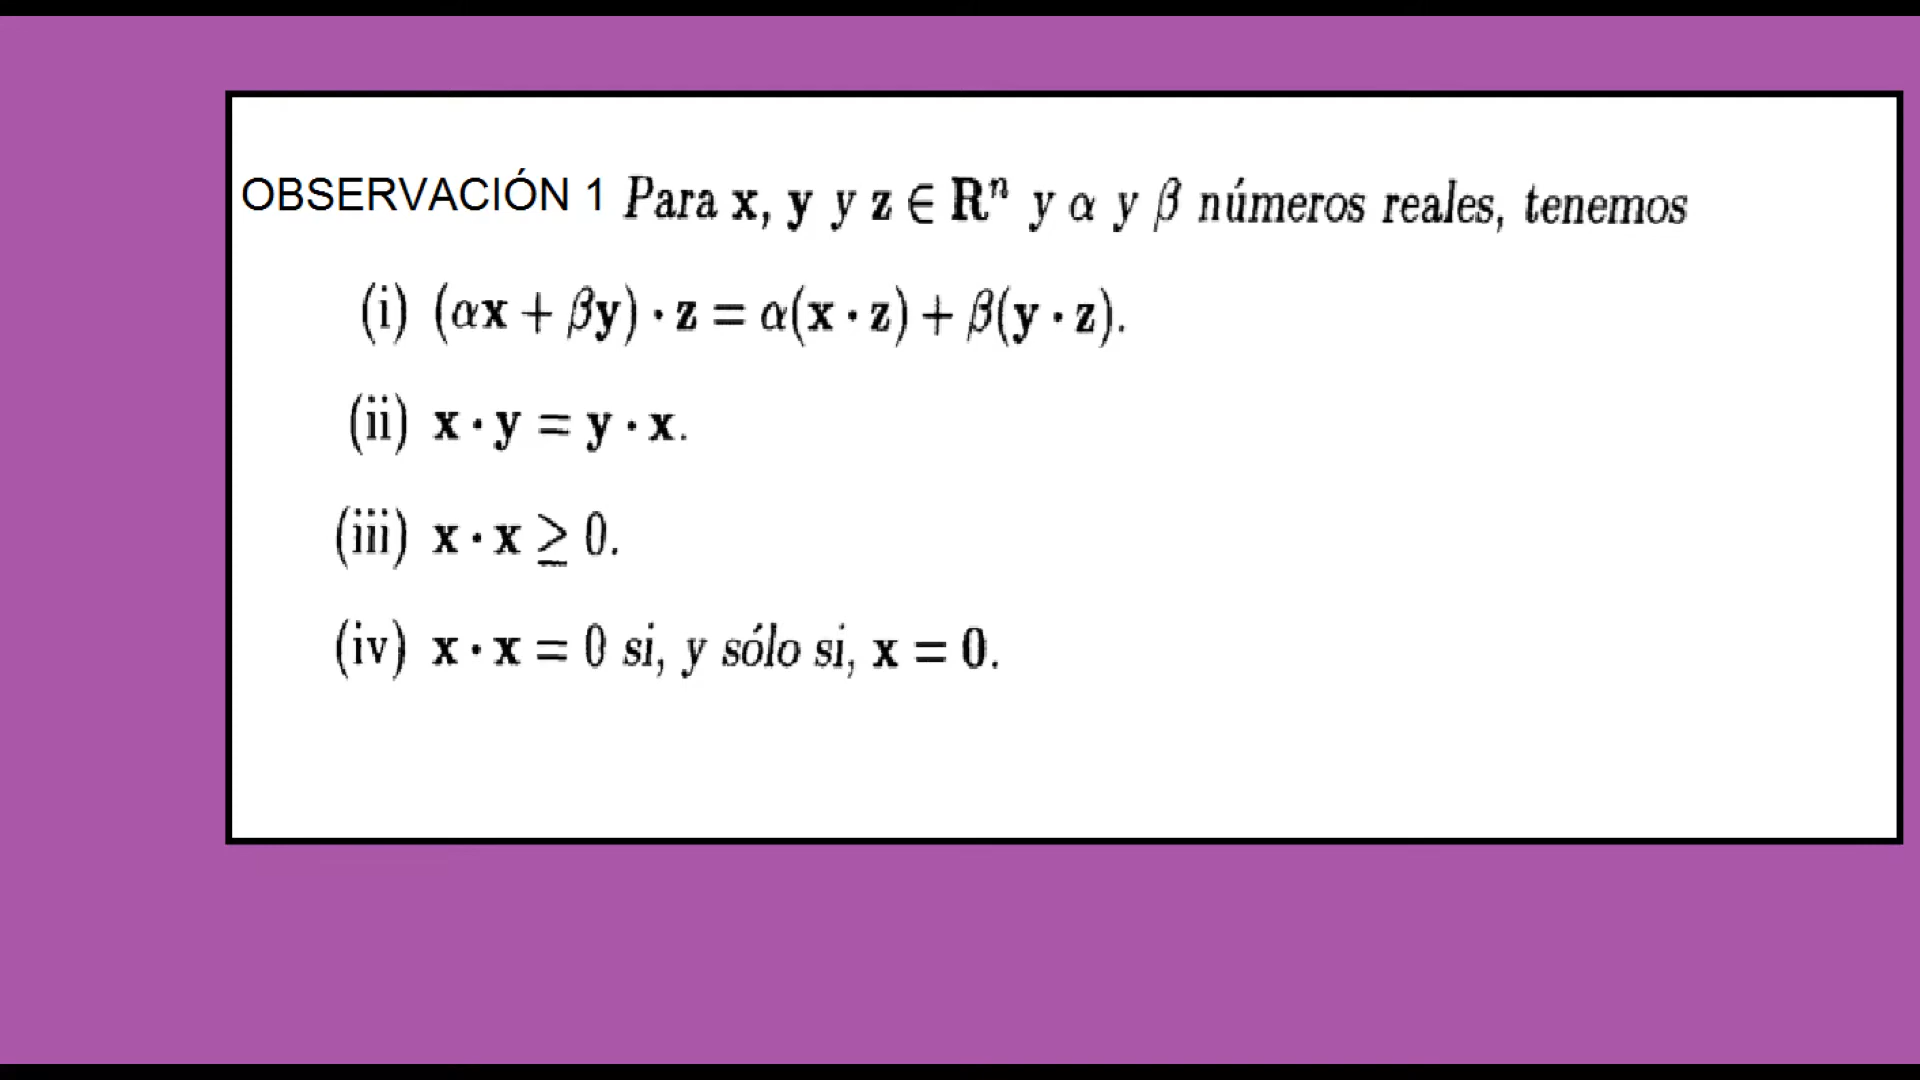 OBSERVACIÓN 1 Para x, y y z ∈ Rⁿ y α y β números reales, tenemos
(i) (αx + βy) · z = α(x · z) + β(y · z).
(ii) x · y = y · x.
(iii) x · x ≥ 0.
(iv) x · x = 0 si, y sólo si, x = 0.